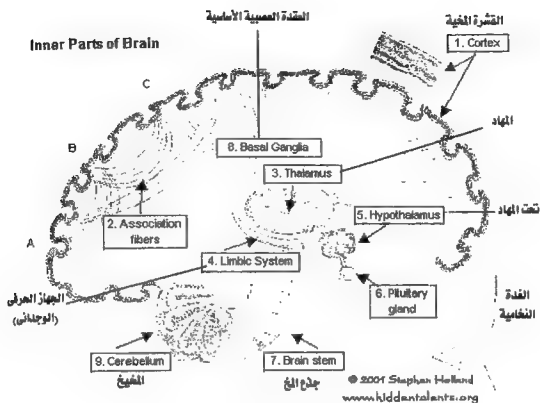 العقدة العصبية الأساسية
القشرة المخية
Inner Parts of Brain
1. Cortex
C
المهاد
8. Basal Ganglia
3. Thalamus
B
تحت المهاد
5. Hypothalamus
2. Association
fibers
A
4. Limbic System
الجهاز الحرفى
(الوجدانى)
6. Pituitary
gland
الغدة
النخامية
9. Cerebellum
7. Brain stem
المخيخ
جذع المخ
© 2001 Stephen Holland
www.hiddentalents.org